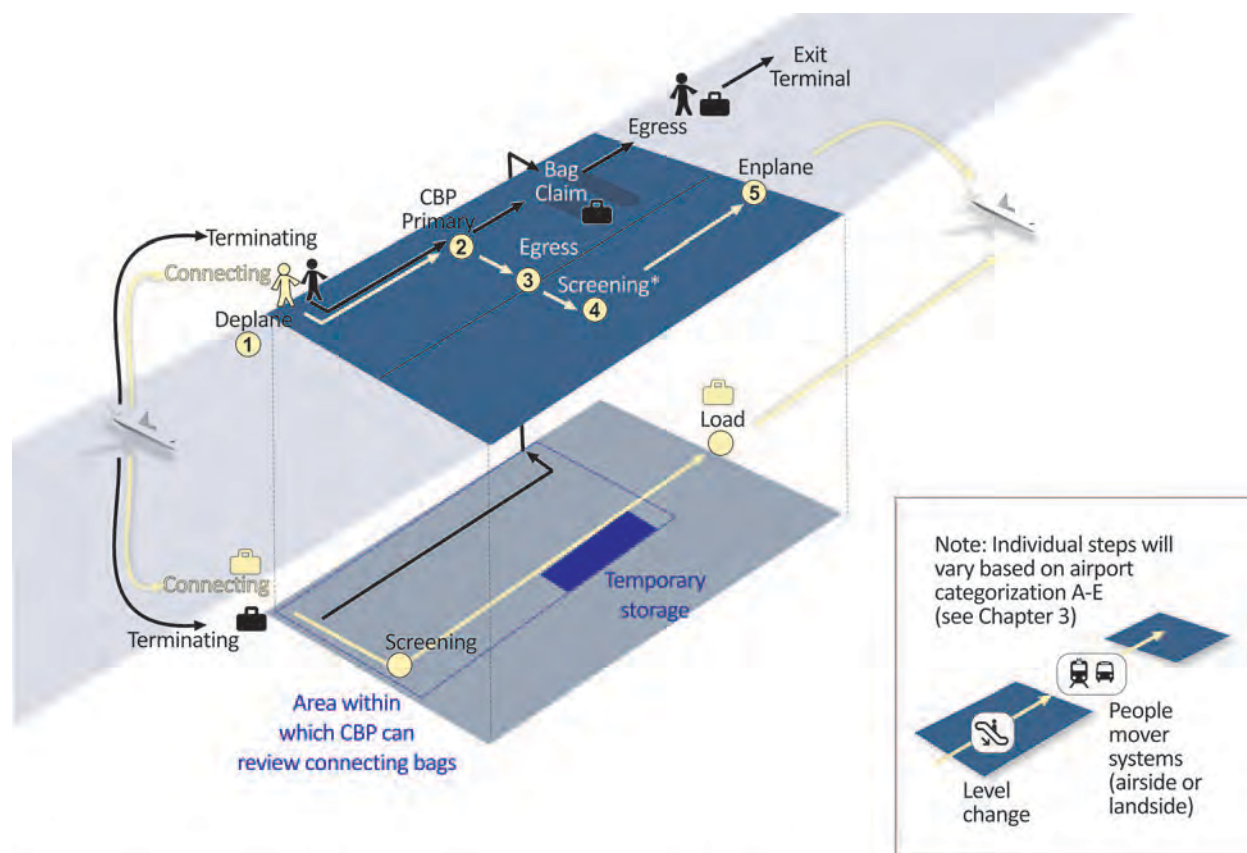 Exit
Terminal
Egress
Enplane
5
Bag
Claim
CBP
Primary
2
Terminating
Egress
Connecting
3
Screening*
4
Deplane
1
Load
Connecting
Temporary
storage
Terminating
Screening
Area within
which CBP can
review connecting bags
Note: Individual steps will
vary based on airport
categorization A-E
(see Chapter 3)
People
mover
systems
(airside or
landside)
Level
change